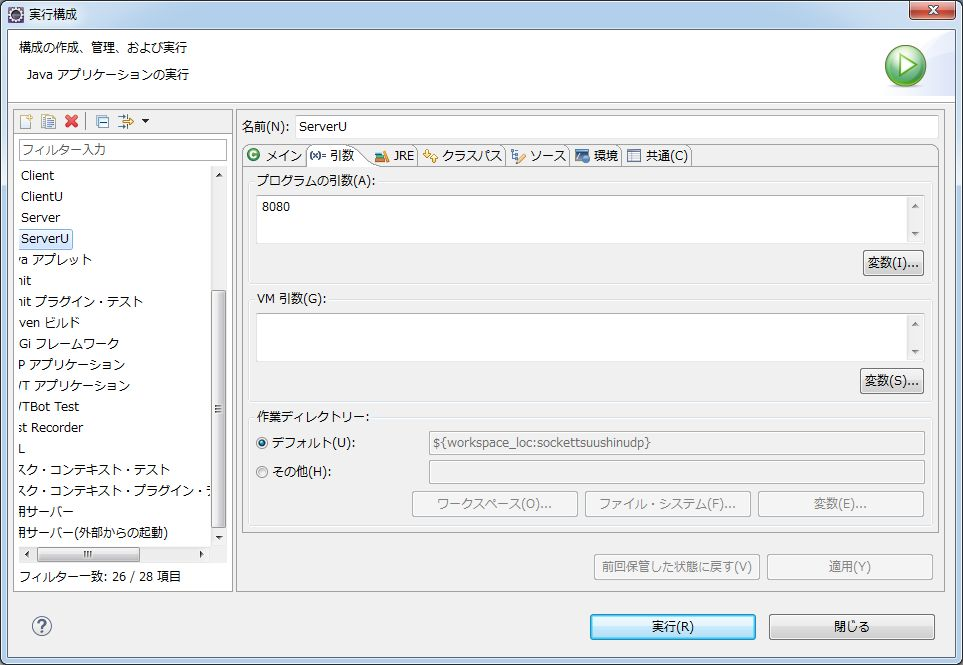 実行構成
構成の作成、管理、および実行
Java アプリケーションの実行
フィルター入力
Client
ClientU
Server
ServerU
va アプレット
nit
nit プラグイン・テスト
ven ビルド
Gi フレームワーク
P アプリケーション
/T アプリケーション
/TBot Test
st Recorder
L
スク・コンテキスト・テスト
スク・コンテキスト・プラグイン・テ
用サーバー
用サーバー(外部からの起動)
フィルター一致: 26 / 28 項目
名前(N): ServerU
メイン (x)= 引数 JRE クラスパス ソース 環境 共通(C)
プログラムの引数(A):
8080
変数(I)...
VM 引数(G):
変数(S)...
作業ディレクトリー:
デフォルト(U): ${workspace_loc:sockettsuushinudp}
その他(H):
ワークスペース(O)... ファイル・システム(F)... 変数(E)...
前回保管した状態に戻す(V) 適用(Y)
実行(R) 閉じる